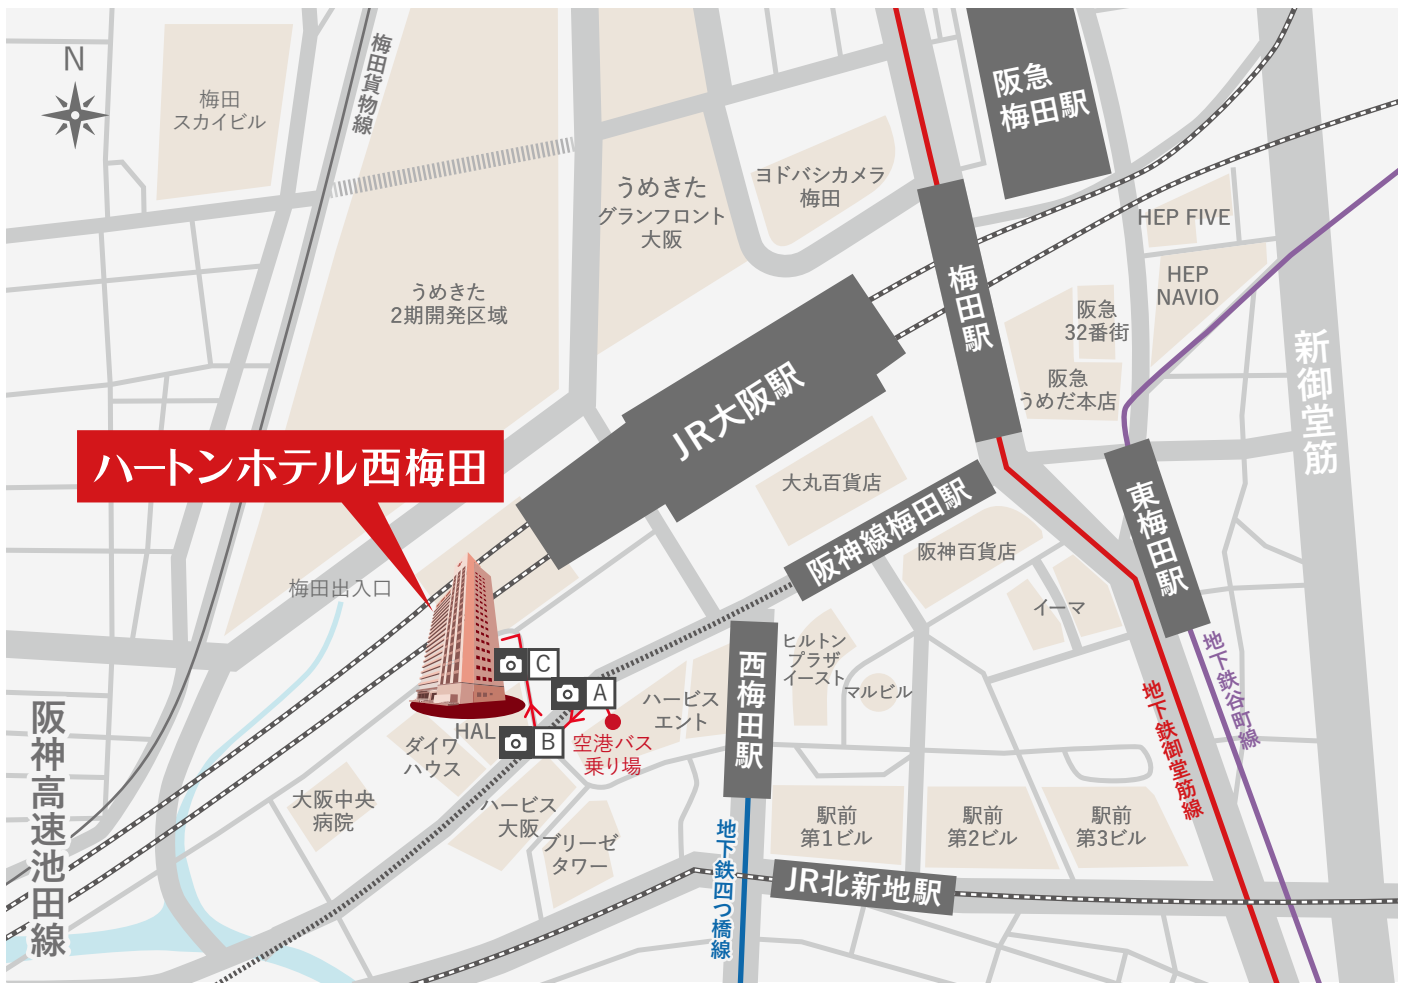 N
梅田
スカイビル
梅田貨物線
阪急
梅田駅
うめきた
グランフロント
大阪
ヨドバシカメラ
梅田
HEP FIVE
HEP
NAVIO
うめきた
2期開発区域
梅田駅
阪急
32番街
阪急
うめだ本店
新御堂筋
JR大阪駅
ハートンホテル西梅田
大丸百貨店
阪神線梅田駅
阪神百貨店
東梅田駅
梅田出入口
イーマ
ヒルトン
プラザ
イースト
マルビル
西梅田駅
地下鉄谷町線
地下鉄御堂筋線
C
A
B
ハービス
エント
HAL
空港バス
乗り場
ダイワ
ハウス
阪神高速池田線
大阪中央
病院
ハービス
大阪
ブリーゼ
タワー
駅前
第1ビル
駅前
第2ビル
駅前
第3ビル
地下鉄四つ橋線
JR北新地駅